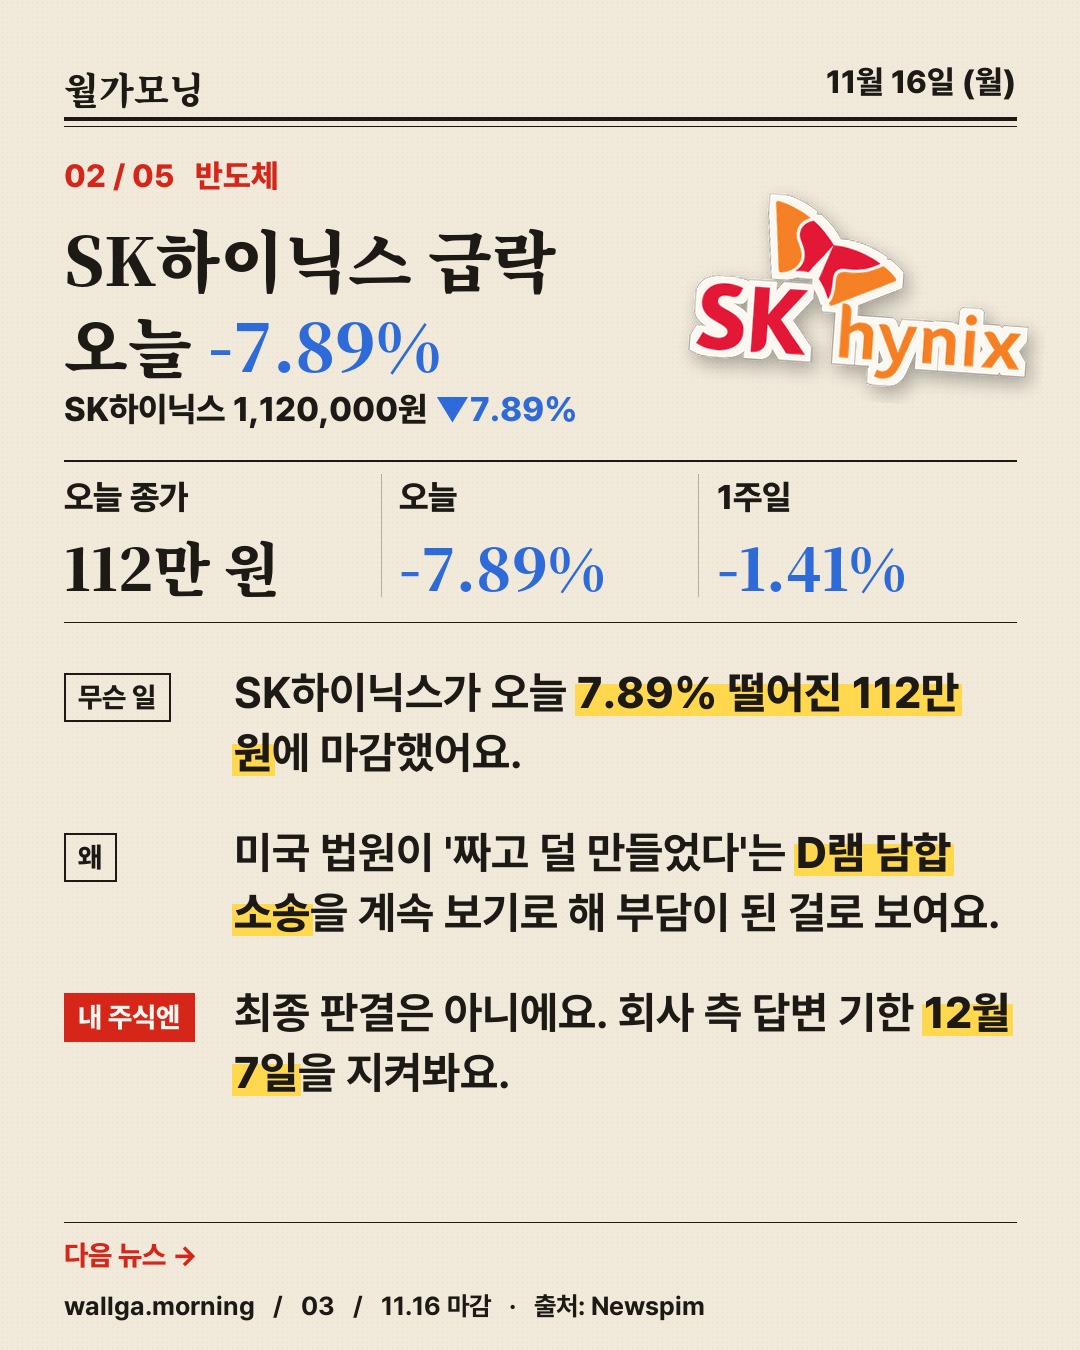 월가모닝
11월 16일 (월)
02 / 05 반도체
SK하이닉스 급락
오늘 -7.89%
SK하이닉스 1,120,000원 ▼7.89%
SK hynix
오늘 종가
112만 원
오늘
-7.89%
1주일
-1.41%
무슨 일
SK하이닉스가 오늘 7.89% 떨어진 112만
원에 마감했어요.
왜
미국 법원이 '짜고 덜 만들었다'는 D램 담합
소송을 계속 보기로 해 부담이 된 걸로 보여요.
내 주식엔
최종 판결은 아니에요. 회사 측 답변 기한 12월
7일을 지켜봐요.
다음 뉴스 →
wallga.morning / 03 / 11.16 마감 · 출처: Newspim